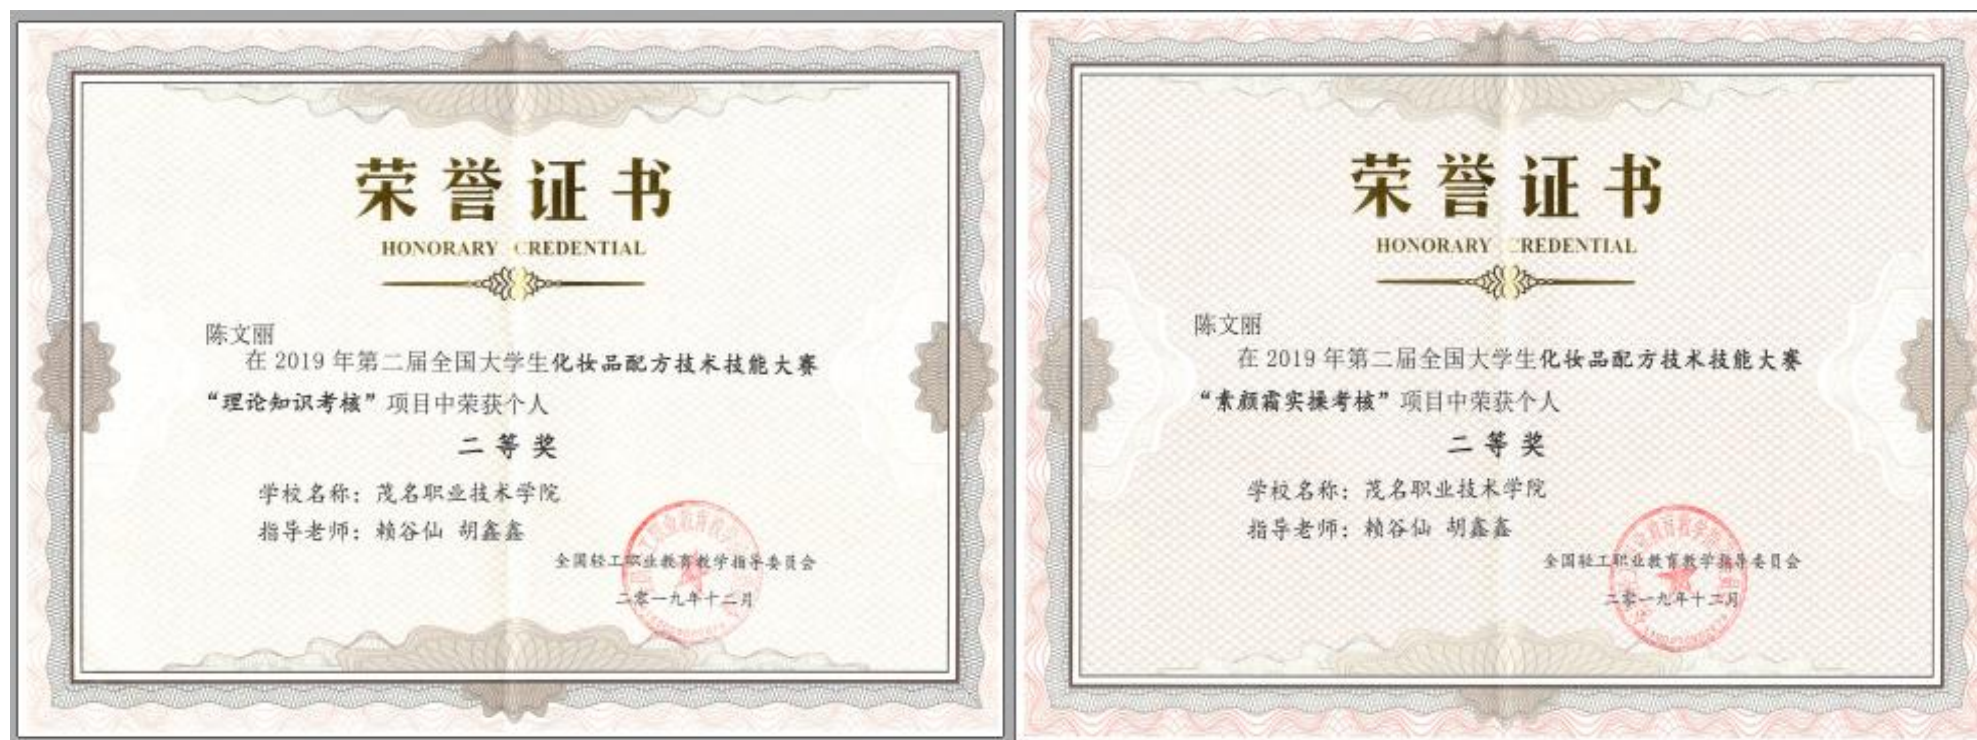 荣誉证书
HONORARY CREDENTIAL
陈文丽
在2019年第二届全国大学生化妆品配方技术技能大赛
“理论知识考核”项目中荣获个人
二等奖
学校名称：茂名职业技术学院
指导老师：赖谷仙 胡鑫鑫
全国轻工职业教育教学指导委员会
二零一九年十二月
荣誉证书
HONORARY CREDENTIAL
陈文丽
在2019年第二届全国大学生化妆品配方技术技能大赛
“素颜霜实操考核”项目中荣获个人
二等奖
学校名称：茂名职业技术学院
指导老师：赖谷仙 胡鑫鑫
全国轻工职业教育教学指导委员会
二零一九年十二月